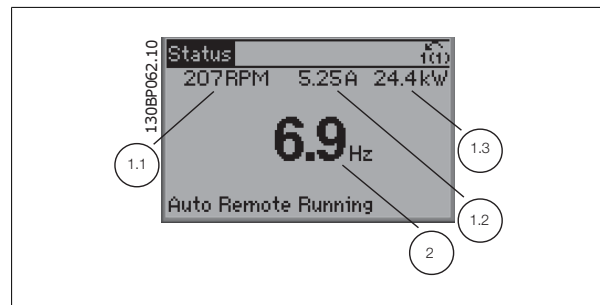 130BP062.10
Status 1(1)
207RPM 5.25A 24.4kW
6.9Hz
Auto Remote Running
1.1
1.3
1.2
2